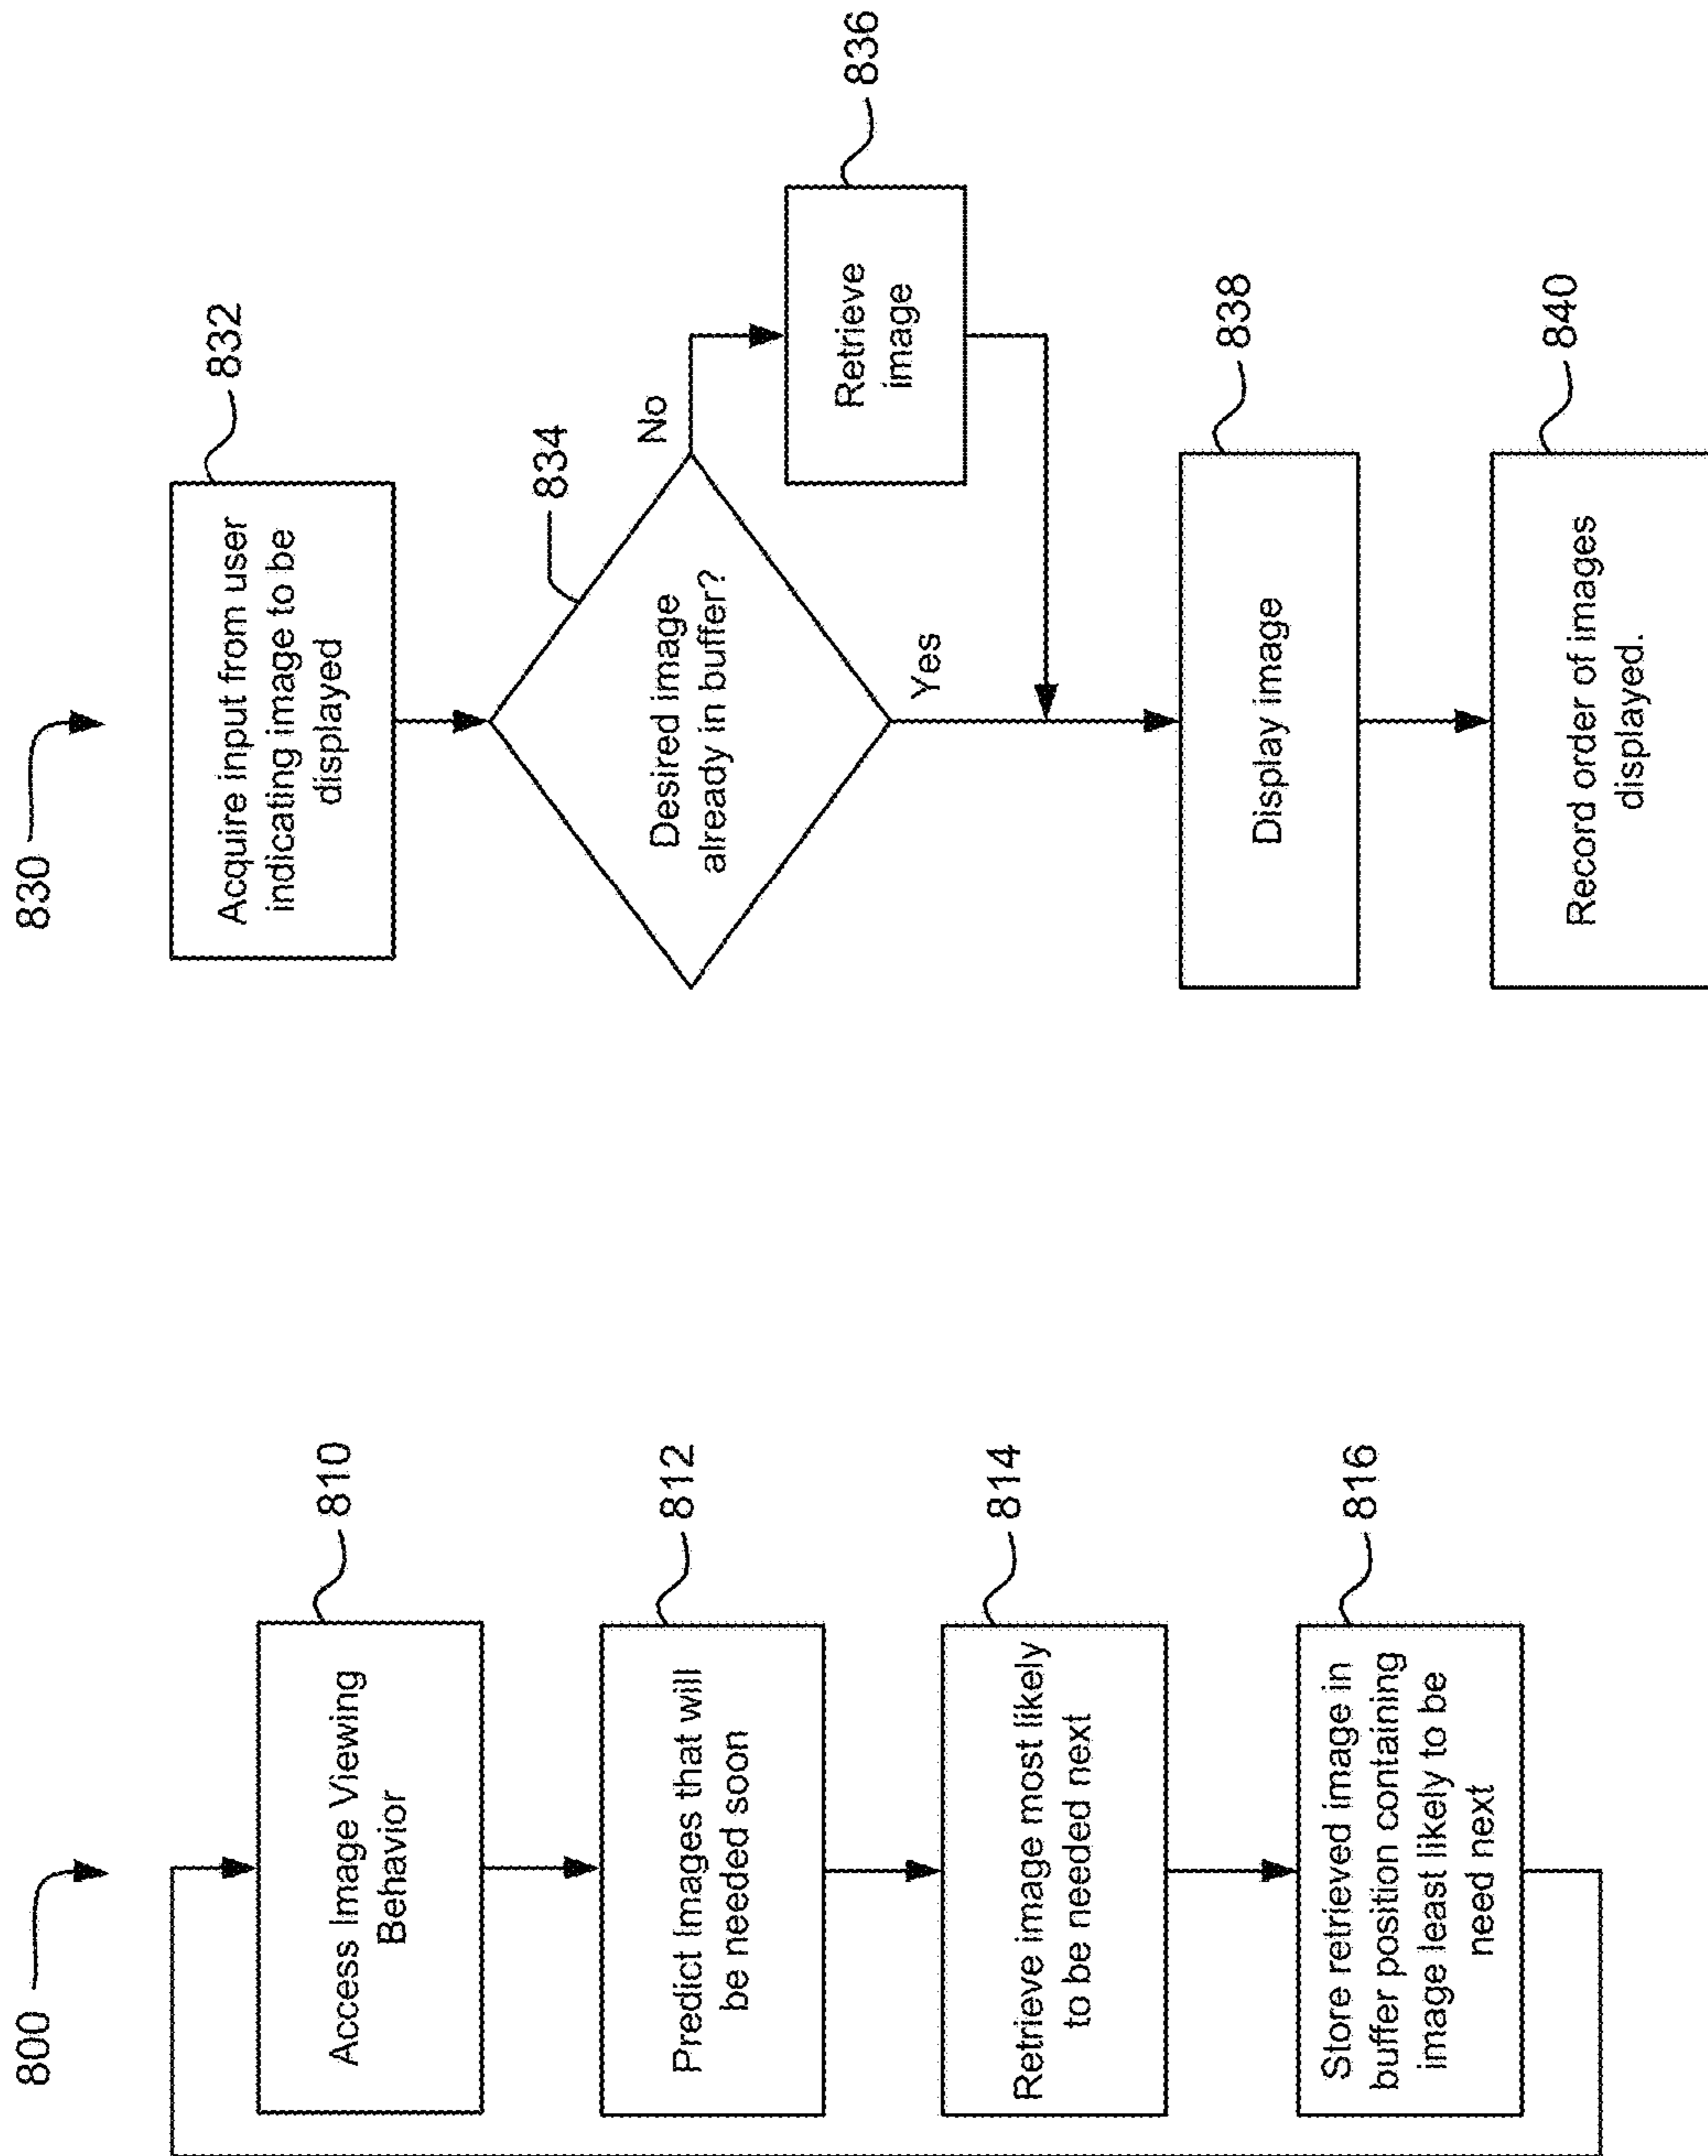 800
810
Access Image Viewing
Behavior
812
Predict Images that will
be needed soon
814
Retrieve image most likely
to be needed next
816
Store retrieved image in
buffer position containing
image least likely to be
need next
830
832
Acquire input from user
indicating image to be
displayed
834
Desired image
already in buffer?
No
836
Retrieve
image
Yes
838
Display image
840
Record order of images
displayed.